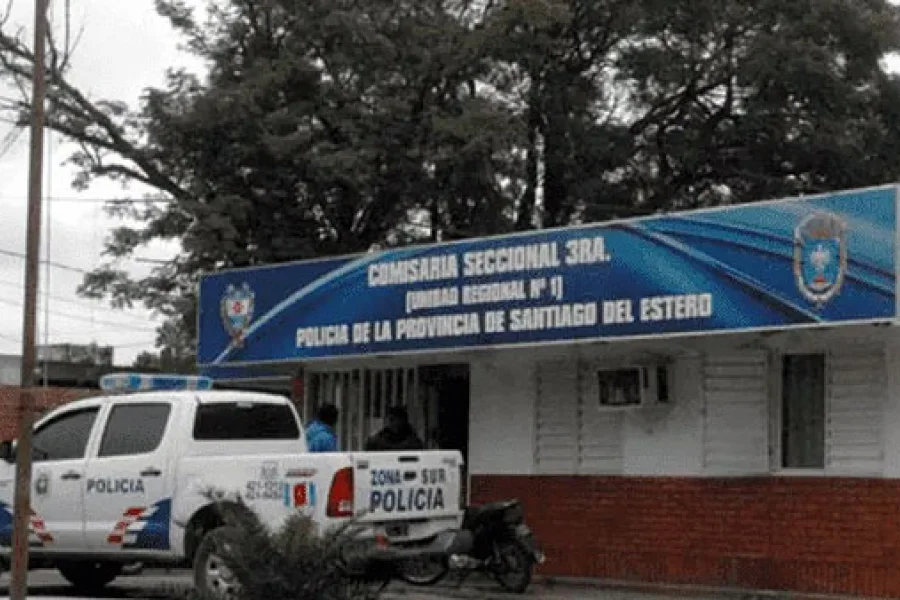 COMISARIA SECCIONAL 3RA.
(UNIDAD REGIONAL Nº 1)
POLICIA DE LA PROVINCIA DE SANTIAGO DEL ESTERO
POLICIA
ZONA SUR
POLICIA